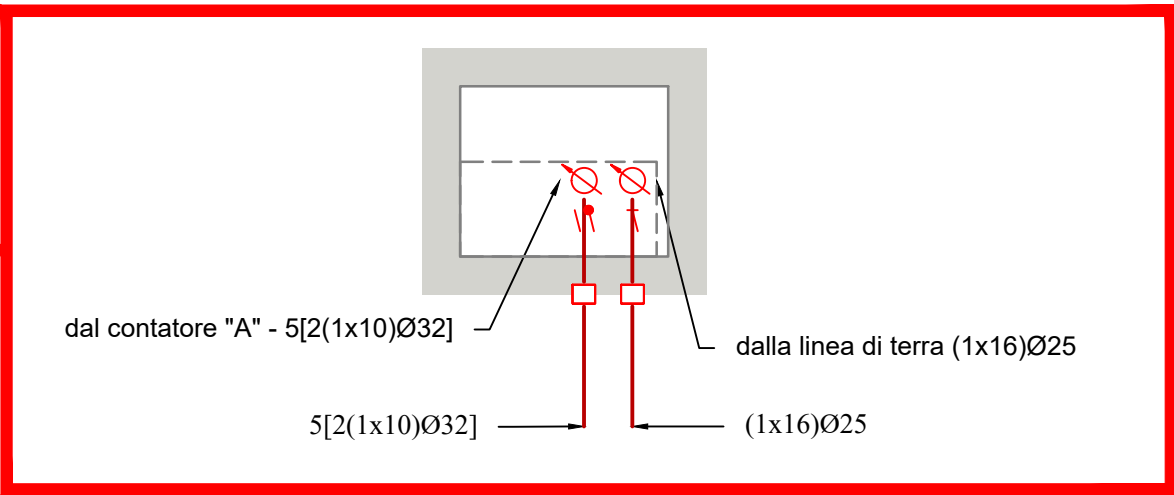 dal contatore "A" - 5[2(1x10)Ø32]
dalla linea di terra (1x16)Ø25
5[2(1x10)Ø32]
(1x16)Ø25